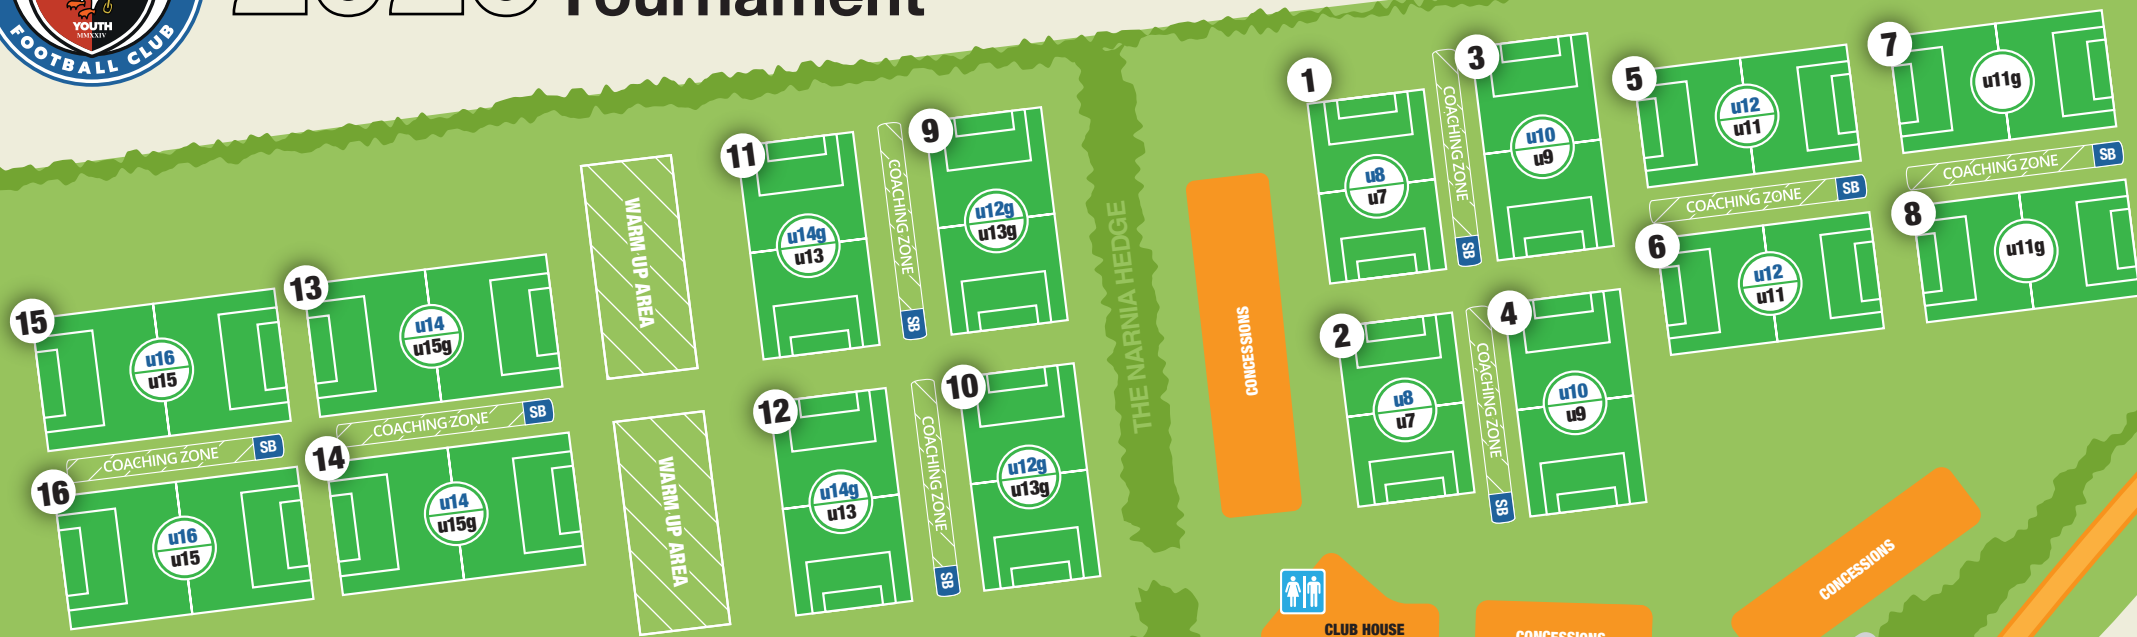 YOUTH
MMXXIV
FOOTBALL CLUB
Tournament
15
u16
u15
COACHING ZONE
SB
16
u16
u15
13
u14
u15g
COACHING ZONE
SB
14
u14
u15g
WARM UP AREA
WARM UP AREA
11
u14g
u13
COACHING ZONE
SB
9
u12g
u13g
12
u14g
u13
COACHING ZONE
SB
10
u12g
u13g
THE NARNIA HEDGE
CONCESSIONS
1
u8
u7
COACHING ZONE
SB
3
u10
u9
2
u8
u7
COACHING ZONE
SB
4
u10
u9
5
u12
u11
COACHING ZONE
SB
6
u12
u11
7
u11g
COACHING ZONE
SB
8
u11g
CLUB HOUSE
CONCESSIONS
CONCESSIONS